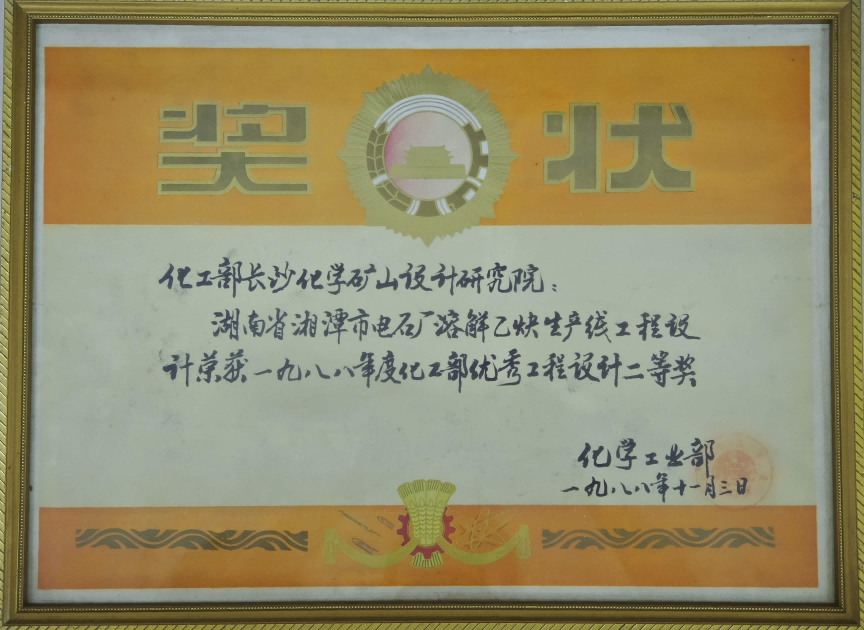 奖状
化工部长沙化学矿山设计研究院：
湖南省湘潭市电石厂溶解乙炔生产线工程设
计荣获一九八八年度化工部优秀工程设计二等奖
化学工业部
一九八八年十一月三日